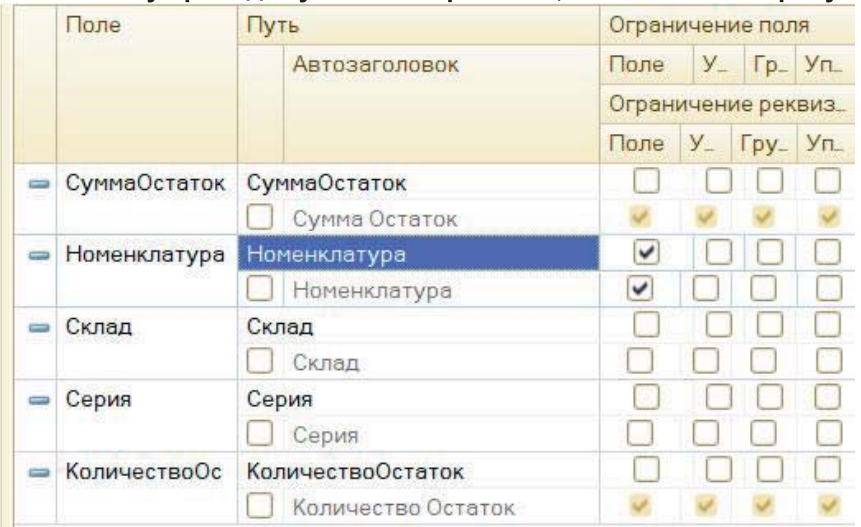 Поле Путь Ограничение поля
Автозаголовок Поле У... Гр... Уп...
Ограничение реквиз...
Поле У... Гру... Уп...
СуммаОстаток СуммаОстаток
Сумма Остаток
Номенклатура Номенклатура
Номенклатура
Склад Склад
Склад
Серия Серия
Серия
КоличествоОс КоличествоОстаток
Количество Остаток